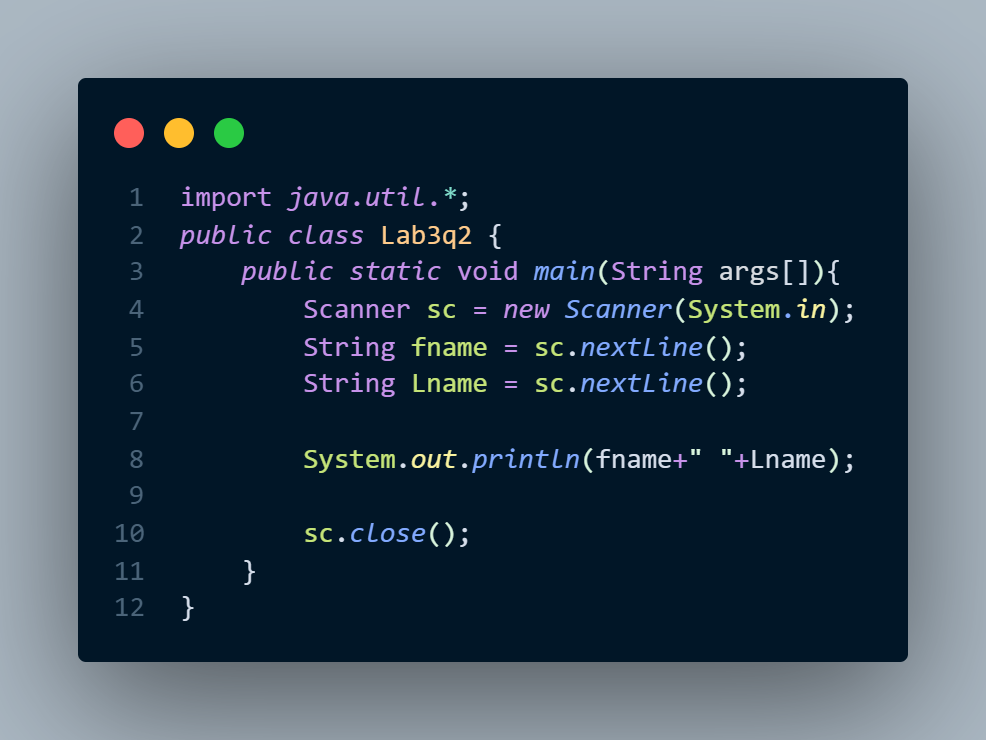 1 import java.util.*;
2 public class Lab3q2 {
3     public static void main(String args[]){
4         Scanner sc = new Scanner(System.in);
5         String fname = sc.nextLine();
6         String Lname = sc.nextLine();
7
8         System.out.println(fname+" "+Lname);
9
10         sc.close();
11     }
12 }